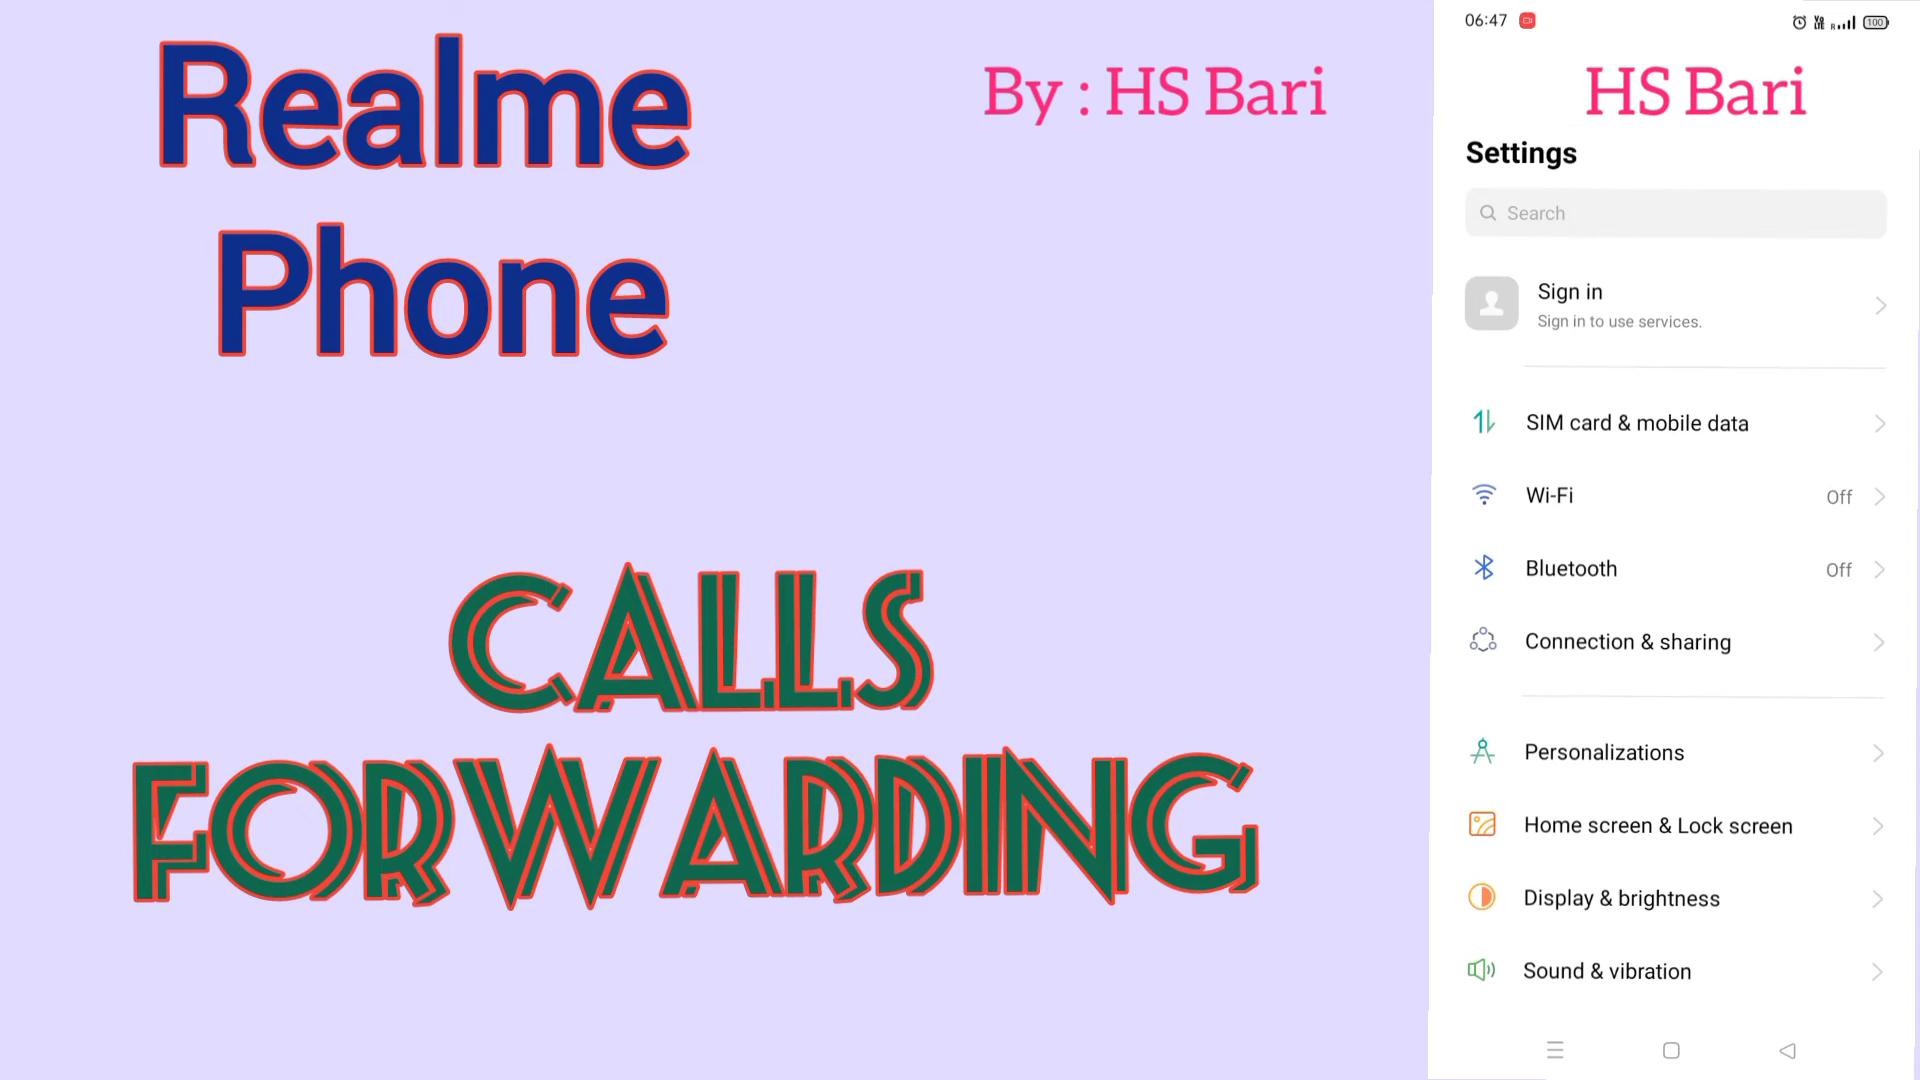 Realme
Phone
By : HS Bari
CALLS
FORWARDING
06:47
100
HS Bari
Settings
Search
Sign in
Sign in to use services.
SIM card & mobile data
Wi-Fi Off
Bluetooth Off
Connection & sharing
Personalizations
Home screen & Lock screen
Display & brightness
Sound & vibration